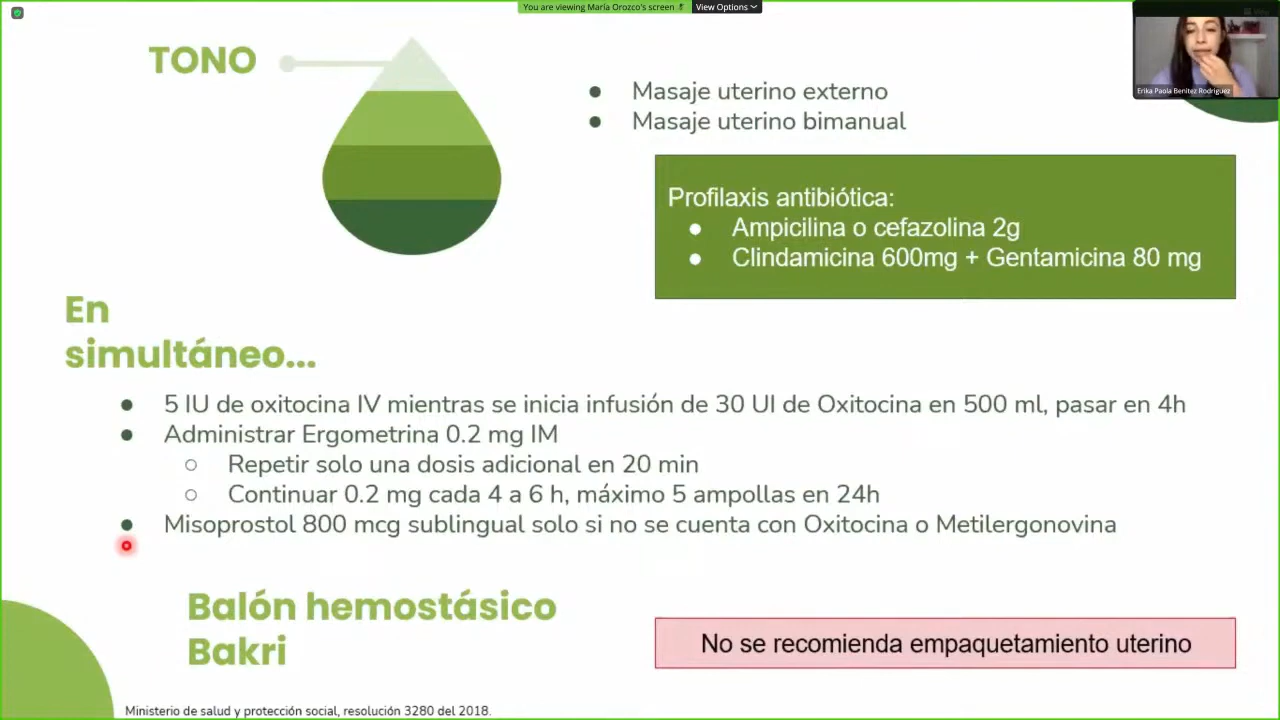 You are viewing María Orozco's screen
View Options
View
Erika Paola Benitez Rodriguez
TONO
● Masaje uterino externo
● Masaje uterino bimanual
Profilaxis antibiótica:
● Ampicilina o cefazolina 2g
● Clindamicina 600mg + Gentamicina 80 mg
En
simultáneo...
● 5 IU de oxitocina IV mientras se inicia infusión de 30 UI de Oxitocina en 500 ml, pasar en 4h
● Administrar Ergometrina 0.2 mg IM
○ Repetir solo una dosis adicional en 20 min
○ Continuar 0.2 mg cada 4 a 6 h, máximo 5 ampollas en 24h
● Misoprostol 800 mcg sublingual solo si no se cuenta con Oxitocina o Metilergonovina
Balón hemostásico
Bakri
No se recomienda empaquetamiento uterino
Ministerio de salud y protección social, resolución 3280 del 2018.